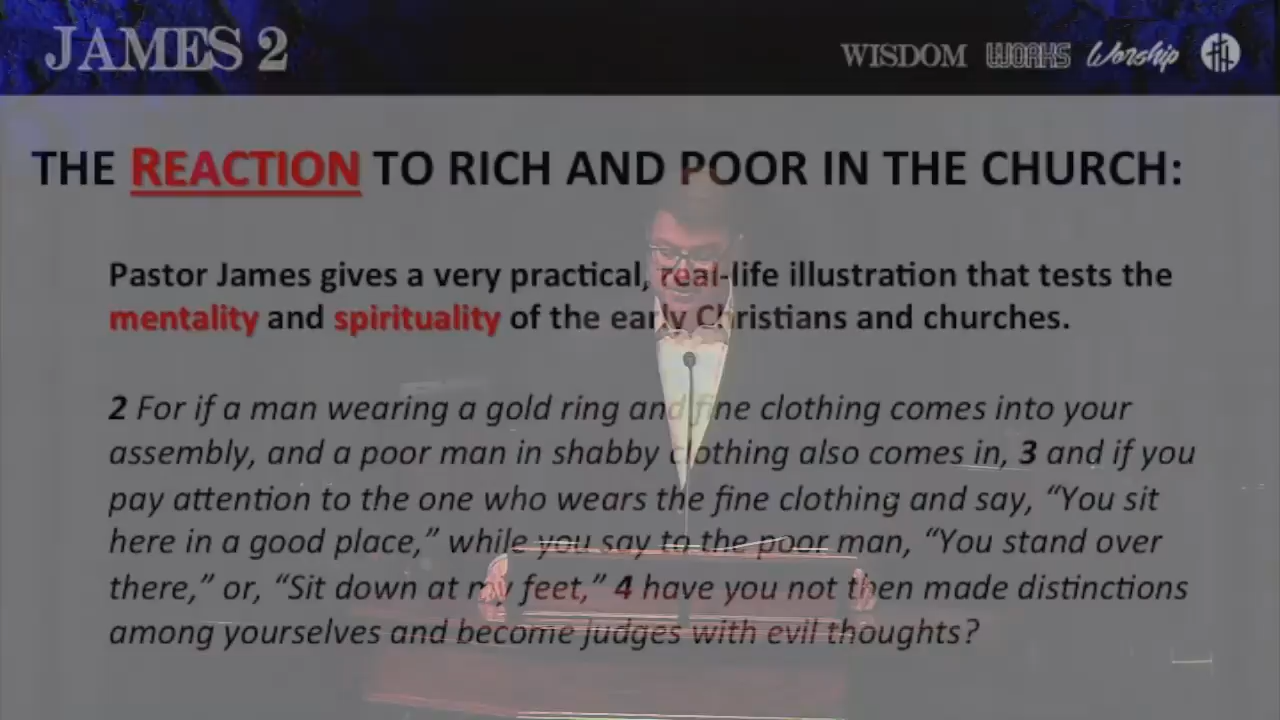 JAMES 2
WISDOM WORKS Worship
THE REACTION TO RICH AND POOR IN THE CHURCH:
Pastor James gives a very practical, real-life illustration that tests the
mentality and spirituality of the early Christians and churches.
2 For if a man wearing a gold ring and fine clothing comes into your
assembly, and a poor man in shabby clothing also comes in, 3 and if you
pay attention to the one who wears the fine clothing and say, “You sit
here in a good place,” while you say to the poor man, “You stand over
there,” or, “Sit down at my feet,” 4 have you not then made distinctions
among yourselves and become judges with evil thoughts?